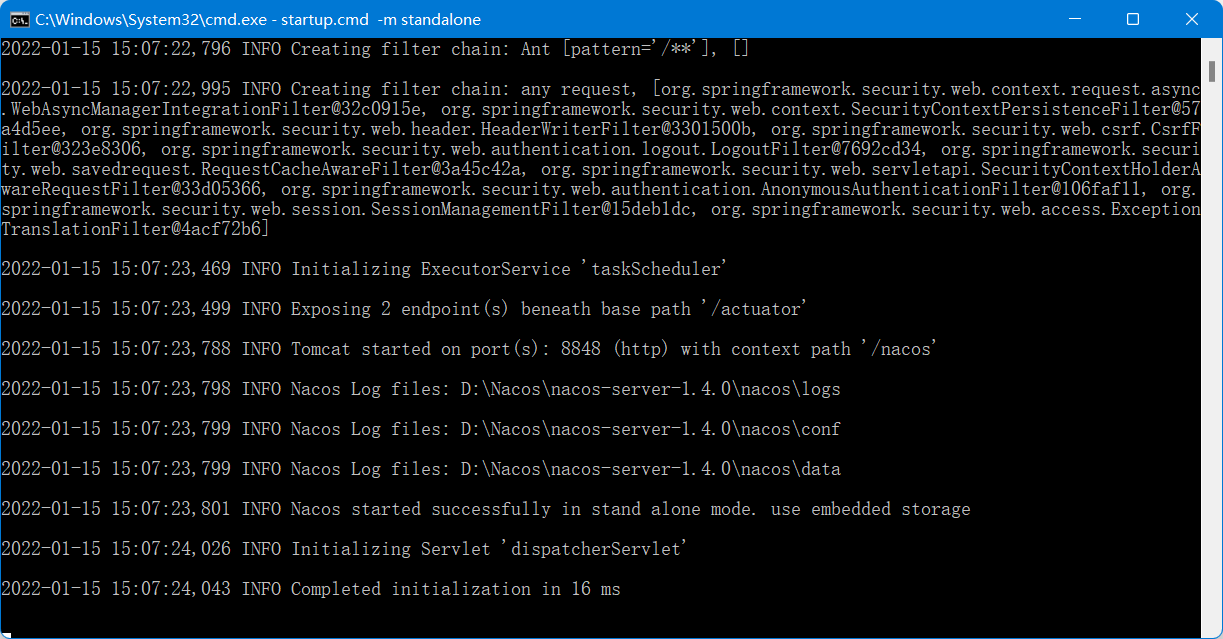 C:\Windows\System32\cmd.exe - startup.cmd  -m standalone
2022-01-15 15:07:22,796 INFO Creating filter chain: Ant [pattern='/**'], []
2022-01-15 15:07:22,995 INFO Creating filter chain: any request, [org.springframework.security.web.context.request.async
.WebAsyncManagerIntegrationFilter@32c0915e, org.springframework.security.web.context.SecurityContextPersistenceFilter@57
a4d5ee, org.springframework.security.web.header.HeaderWriterFilter@3301500b, org.springframework.security.web.csrf.CsrfF
ilter@323e8306, org.springframework.security.web.authentication.logout.LogoutFilter@7692cd34, org.springframework.securi
ty.web.savedrequest.RequestCacheAwareFilter@3a45c42a, org.springframework.security.web.servletapi.SecurityContextHolderA
wareRequestFilter@33d05366, org.springframework.security.web.authentication.AnonymousAuthenticationFilter@106faf11, org.
springframework.security.web.session.SessionManagementFilter@15deb1dc, org.springframework.security.web.access.Exception
TranslationFilter@4acf72b6]
2022-01-15 15:07:23,469 INFO Initializing ExecutorService 'taskScheduler'
2022-01-15 15:07:23,499 INFO Exposing 2 endpoint(s) beneath base path '/actuator'
2022-01-15 15:07:23,788 INFO Tomcat started on port(s): 8848 (http) with context path '/nacos'
2022-01-15 15:07:23,798 INFO Nacos Log files: D:\Nacos\nacos-server-1.4.0\nacos\logs
2022-01-15 15:07:23,799 INFO Nacos Log files: D:\Nacos\nacos-server-1.4.0\nacos\conf
2022-01-15 15:07:23,799 INFO Nacos Log files: D:\Nacos\nacos-server-1.4.0\nacos\data
2022-01-15 15:07:23,801 INFO Nacos started successfully in stand alone mode. use embedded storage
2022-01-15 15:07:24,026 INFO Initializing Servlet 'dispatcherServlet'
2022-01-15 15:07:24,043 INFO Completed initialization in 16 ms